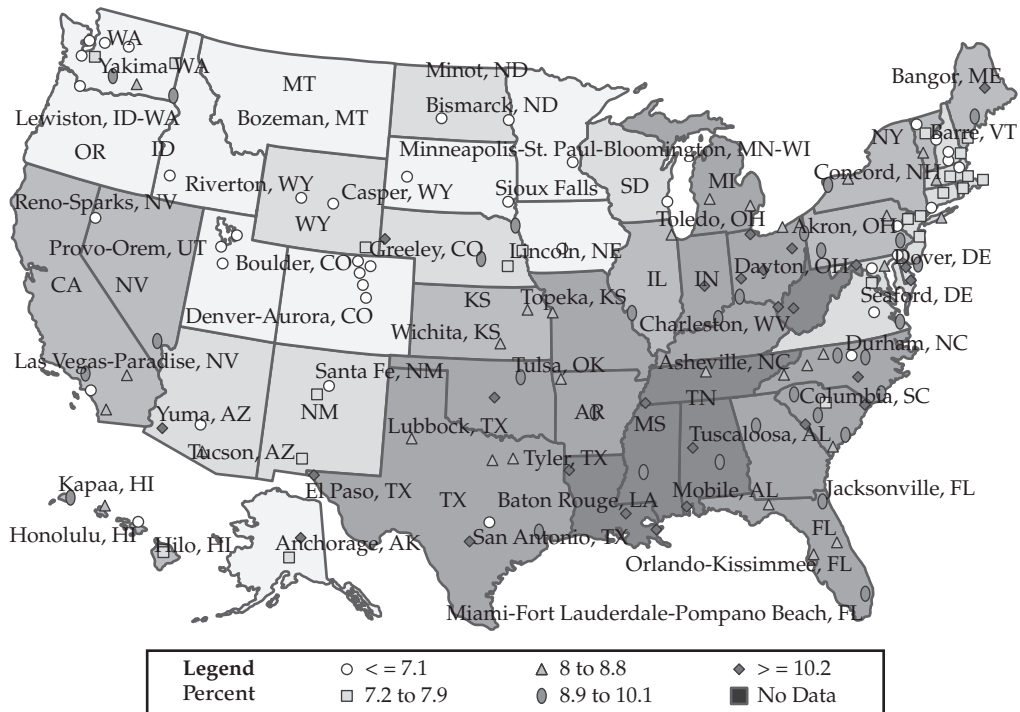 WA
Yakima WA
Lewiston, ID-WA
OR
ID
MT
Bozeman, MT
Minot, ND
Bismarck, ND
Minneapolis-St. Paul-Bloomington, MN-WI
Sioux Falls
SD
MI
Toledo, OH
Bangor, ME
NY
Barre, VT
Concord, NH
Riverton, WY
Casper, WY
WY
Reno-Sparks, NV
Provo-Orem, UT
Boulder, CO
Greeley, CO
Lincoln, NE
Akron, OH
Dayton, OH
Dover, DE
Seaford, DE
CA
NV
Denver-Aurora, CO
KS
Topeka, KS
Wichita, KS
IL
IN
Charleston, WV
Durham, NC
Las Vegas-Paradise, NV
Santa Fe, NM
Tulsa, OK
Asheville, NC
Yuma, AZ
NM
Lubbock, TX
AR
MS
TN
Columbia, SC
Tucson, AZ
Tyler, TX
Tuscaloosa, AL
Kapaa, HI
El Paso, TX
TX
Baton Rouge, LA
Mobile, AL
Jacksonville, FL
Honolulu, HI
Hilo, HI
Anchorage, AK
San Antonio, TX
FL
Orlando-Kissimmee, FL
Miami-Fort Lauderdale-Pompano Beach, FL
Legend
Percent
< = 7.1
7.2 to 7.9
8 to 8.8
8.9 to 10.1
> = 10.2
No Data